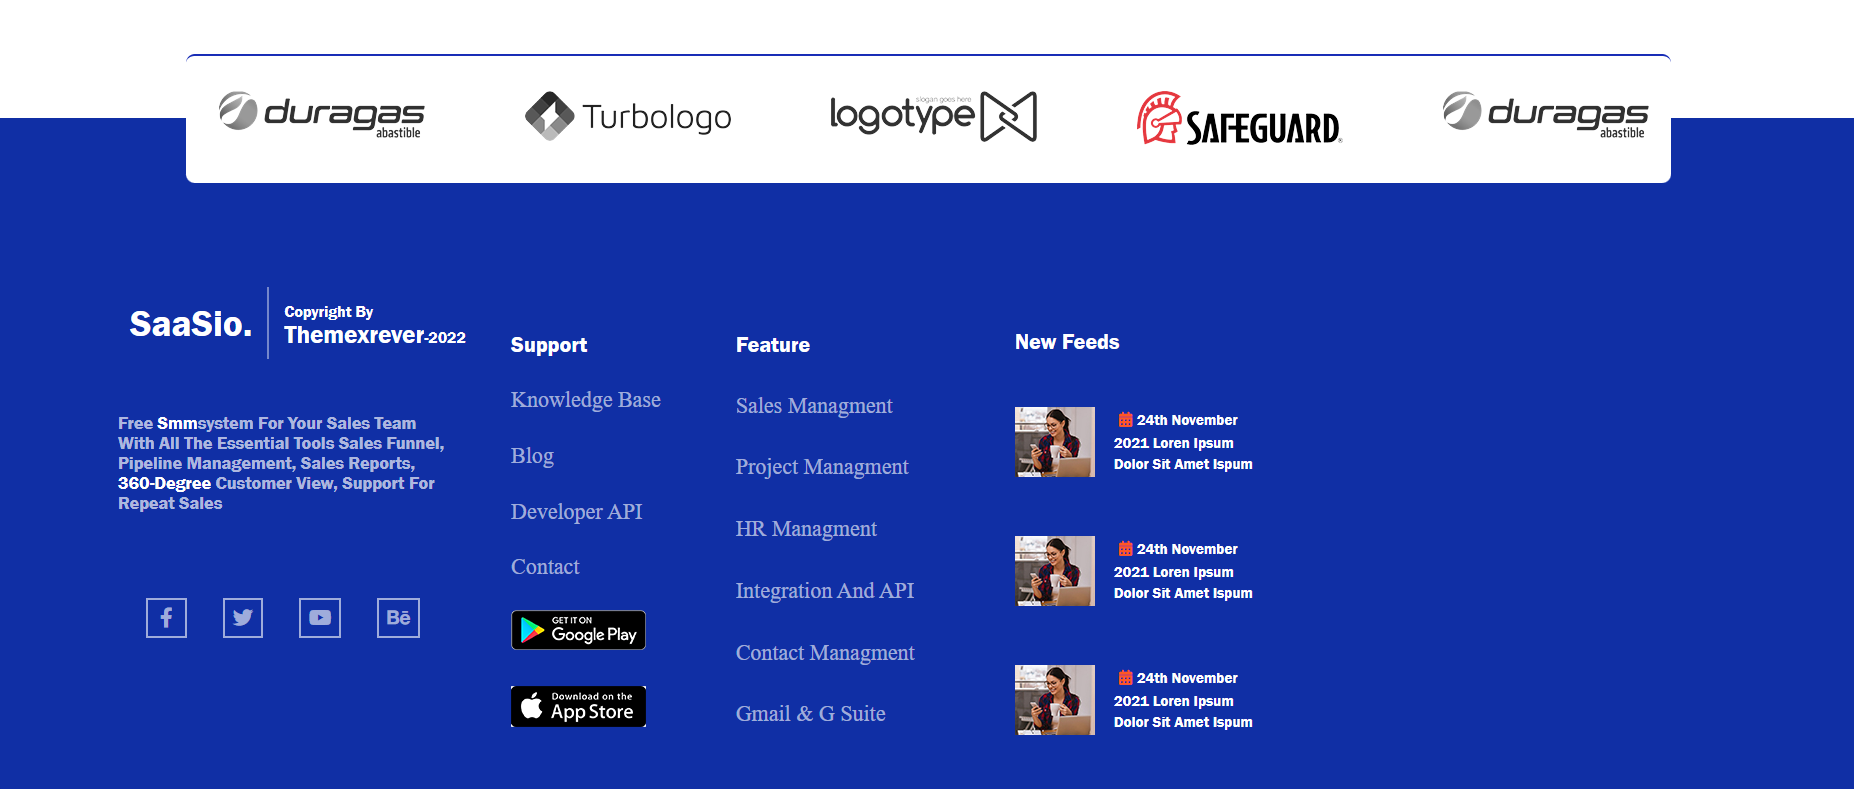 duragas
abastible
Turbologo
slogan goes here
logotype
SAFEGUARD
duragas
abastible
SaaSio.
Copyright By
Themexrever-2022
Free Smmsystem For Your Sales Team
With All The Essential Tools Sales Funnel,
Pipeline Management, Sales Reports,
360-Degree Customer View, Support For
Repeat Sales
Bē
Support
Knowledge Base
Blog
Developer API
Contact
GET IT ON
Google Play
Download on the
App Store
Feature
Sales Managment
Project Managment
HR Managment
Integration And API
Contact Managment
Gmail & G Suite
New Feeds
24th November
2021 Loren Ipsum
Dolor Sit Amet Ispum
24th November
2021 Loren Ipsum
Dolor Sit Amet Ispum
24th November
2021 Loren Ipsum
Dolor Sit Amet Ispum